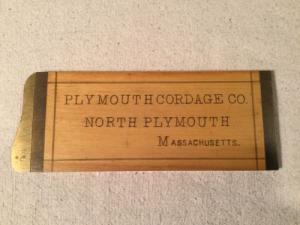 PLYMOUTH CORDAGE CO.
NORTH PLYMOUTH
MASSACHUSETTS.